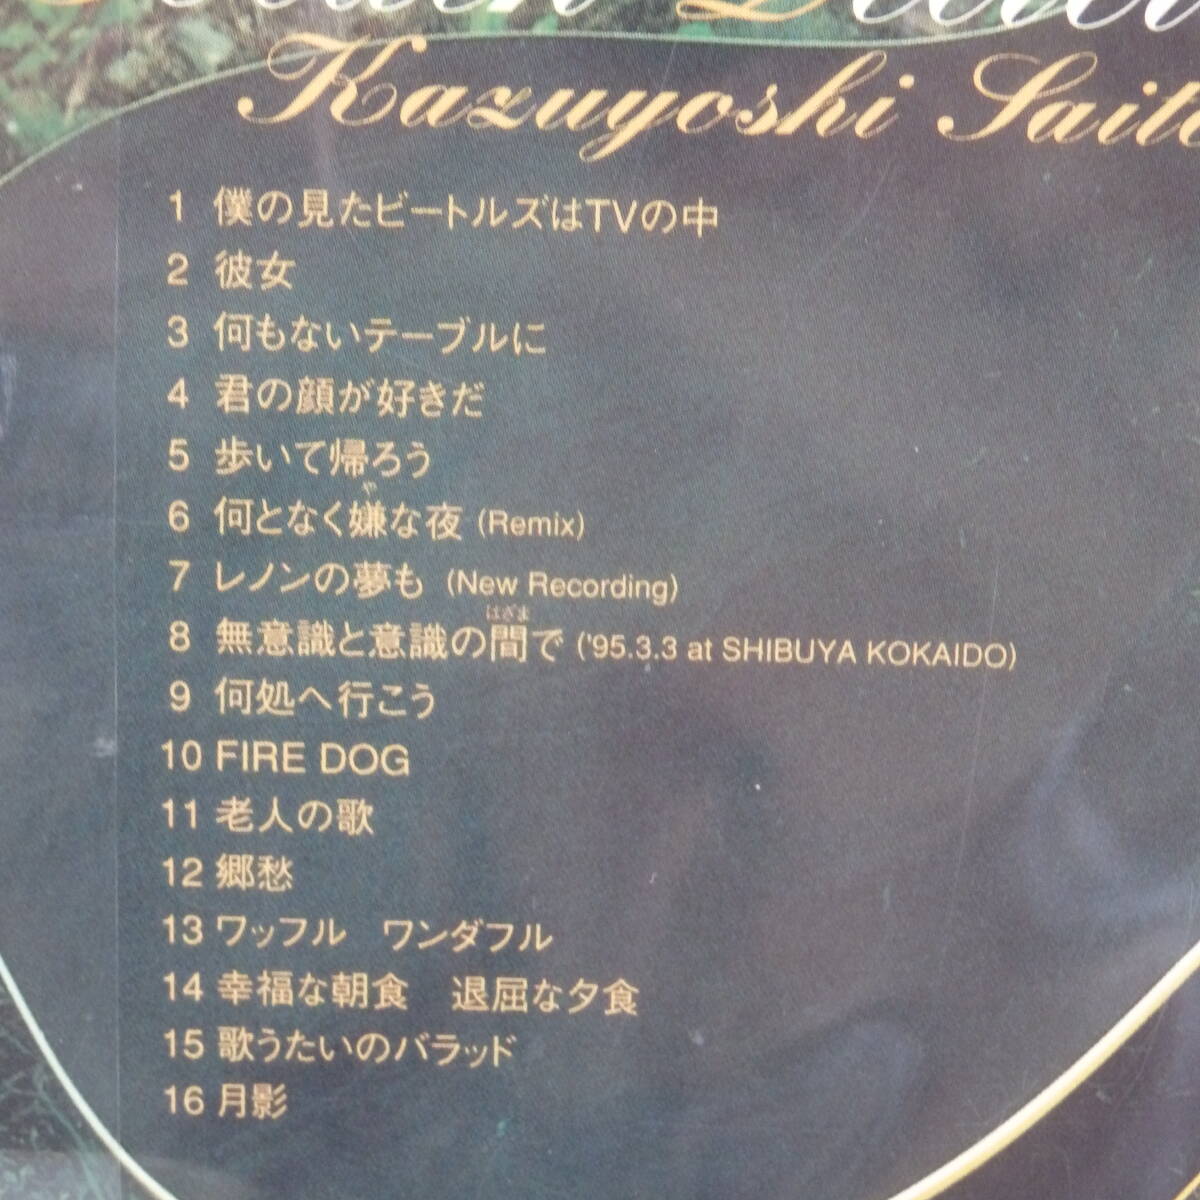 Kazuyoshi Saito
1 僕の見たビートルズはTVの中
2 彼女
3 何もないテーブルに
4 君の顔が好きだ
5 歩いて帰ろう
や
6 何となく嫌な夜 (Remix)
7 レノンの夢も (New Recording)
はざま
8 無意識と意識の間で ('95.3.3 at SHIBUYA KOKAIDO)
9 何処へ行こう
10 FIRE DOG
11 老人の歌
12 郷愁
13 ワッフル　ワンダフル
14 幸福な朝食　退屈な夕食
15 歌うたいのバラッド
16 月影